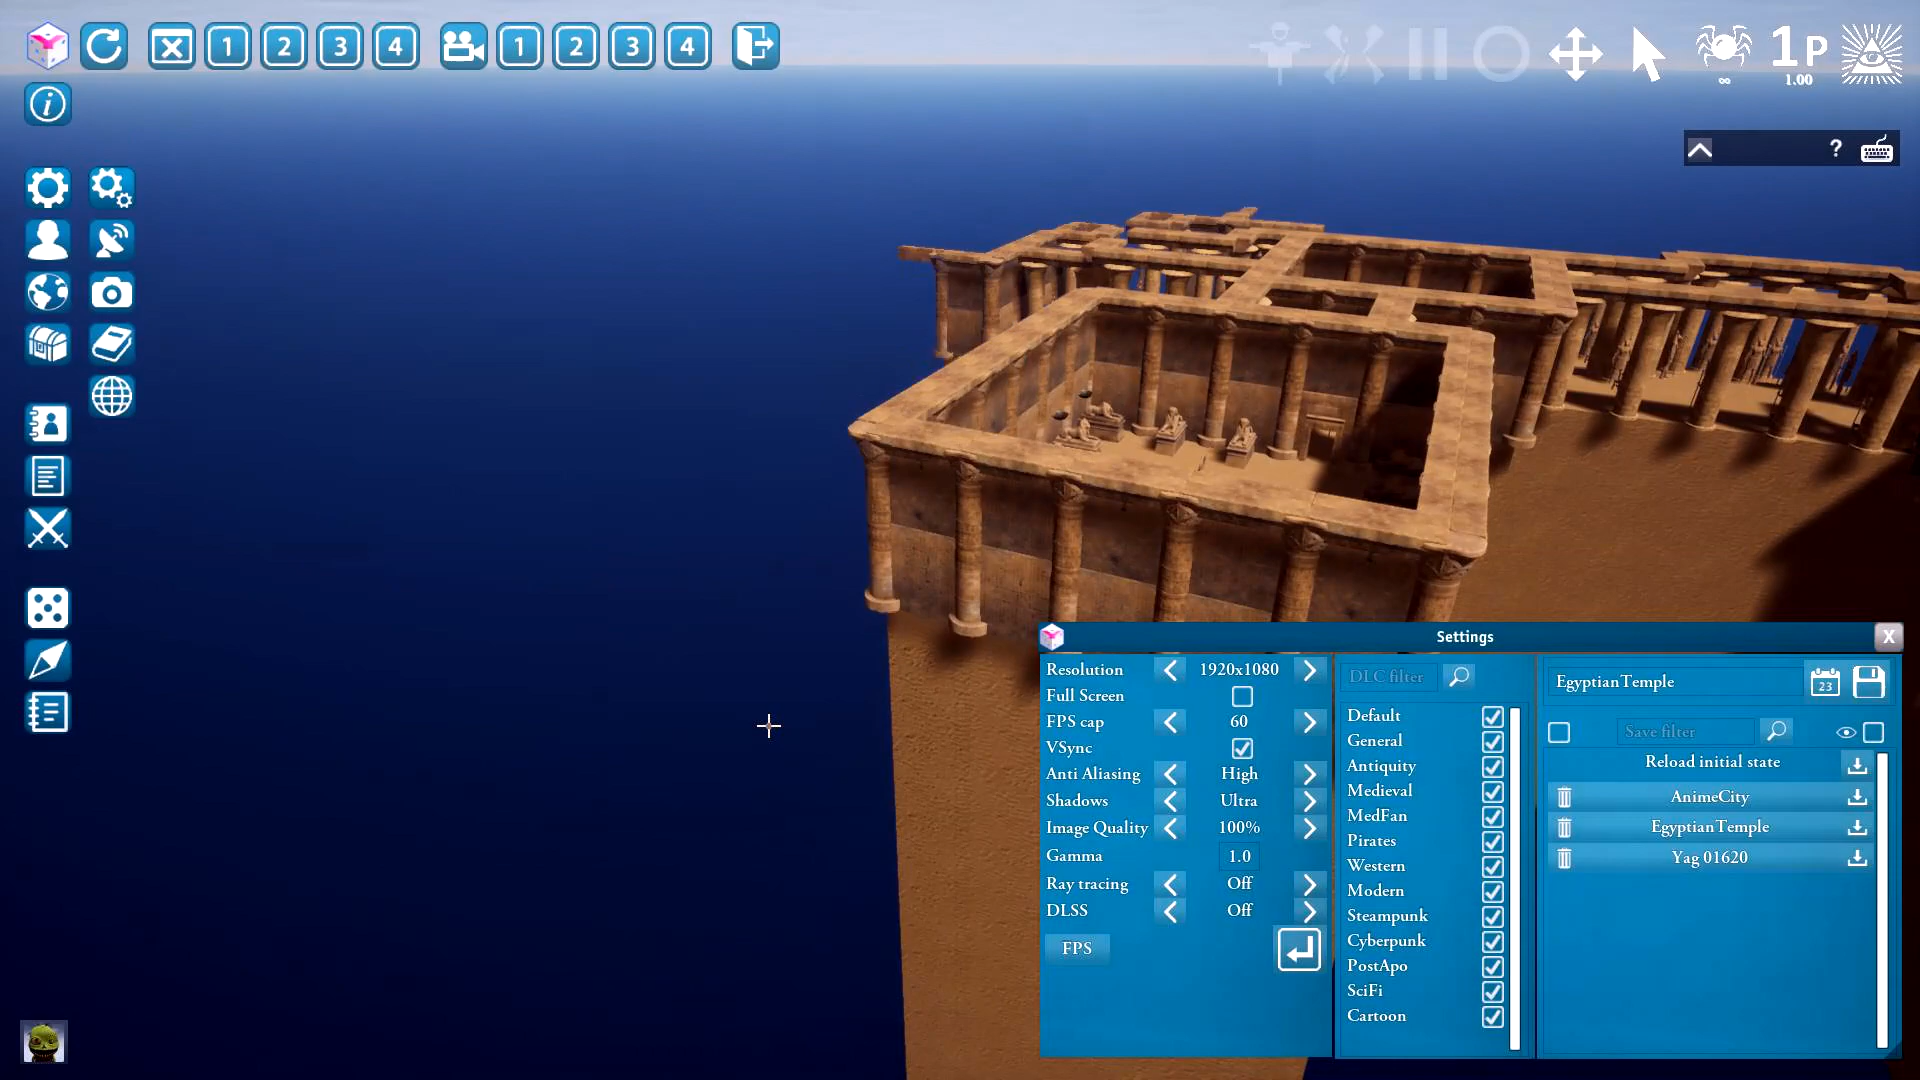 1 2 3 4 1 2 3 4
1P
∞ 1.00
?
Settings
Resolution 1920x1080
Full Screen
FPS cap 60
VSync
Anti Aliasing High
Shadows Ultra
Image Quality 100%
Gamma 1.0
Ray tracing Off
DLSS Off
FPS
DLC filter
Default
General
Antiquity
Medieval
MedFan
Pirates
Western
Modern
Steampunk
Cyberpunk
PostApo
SciFi
Cartoon
EgyptianTemple 23
Save filter
Reload initial state
AnimeCity
EgyptianTemple
Yag 01620